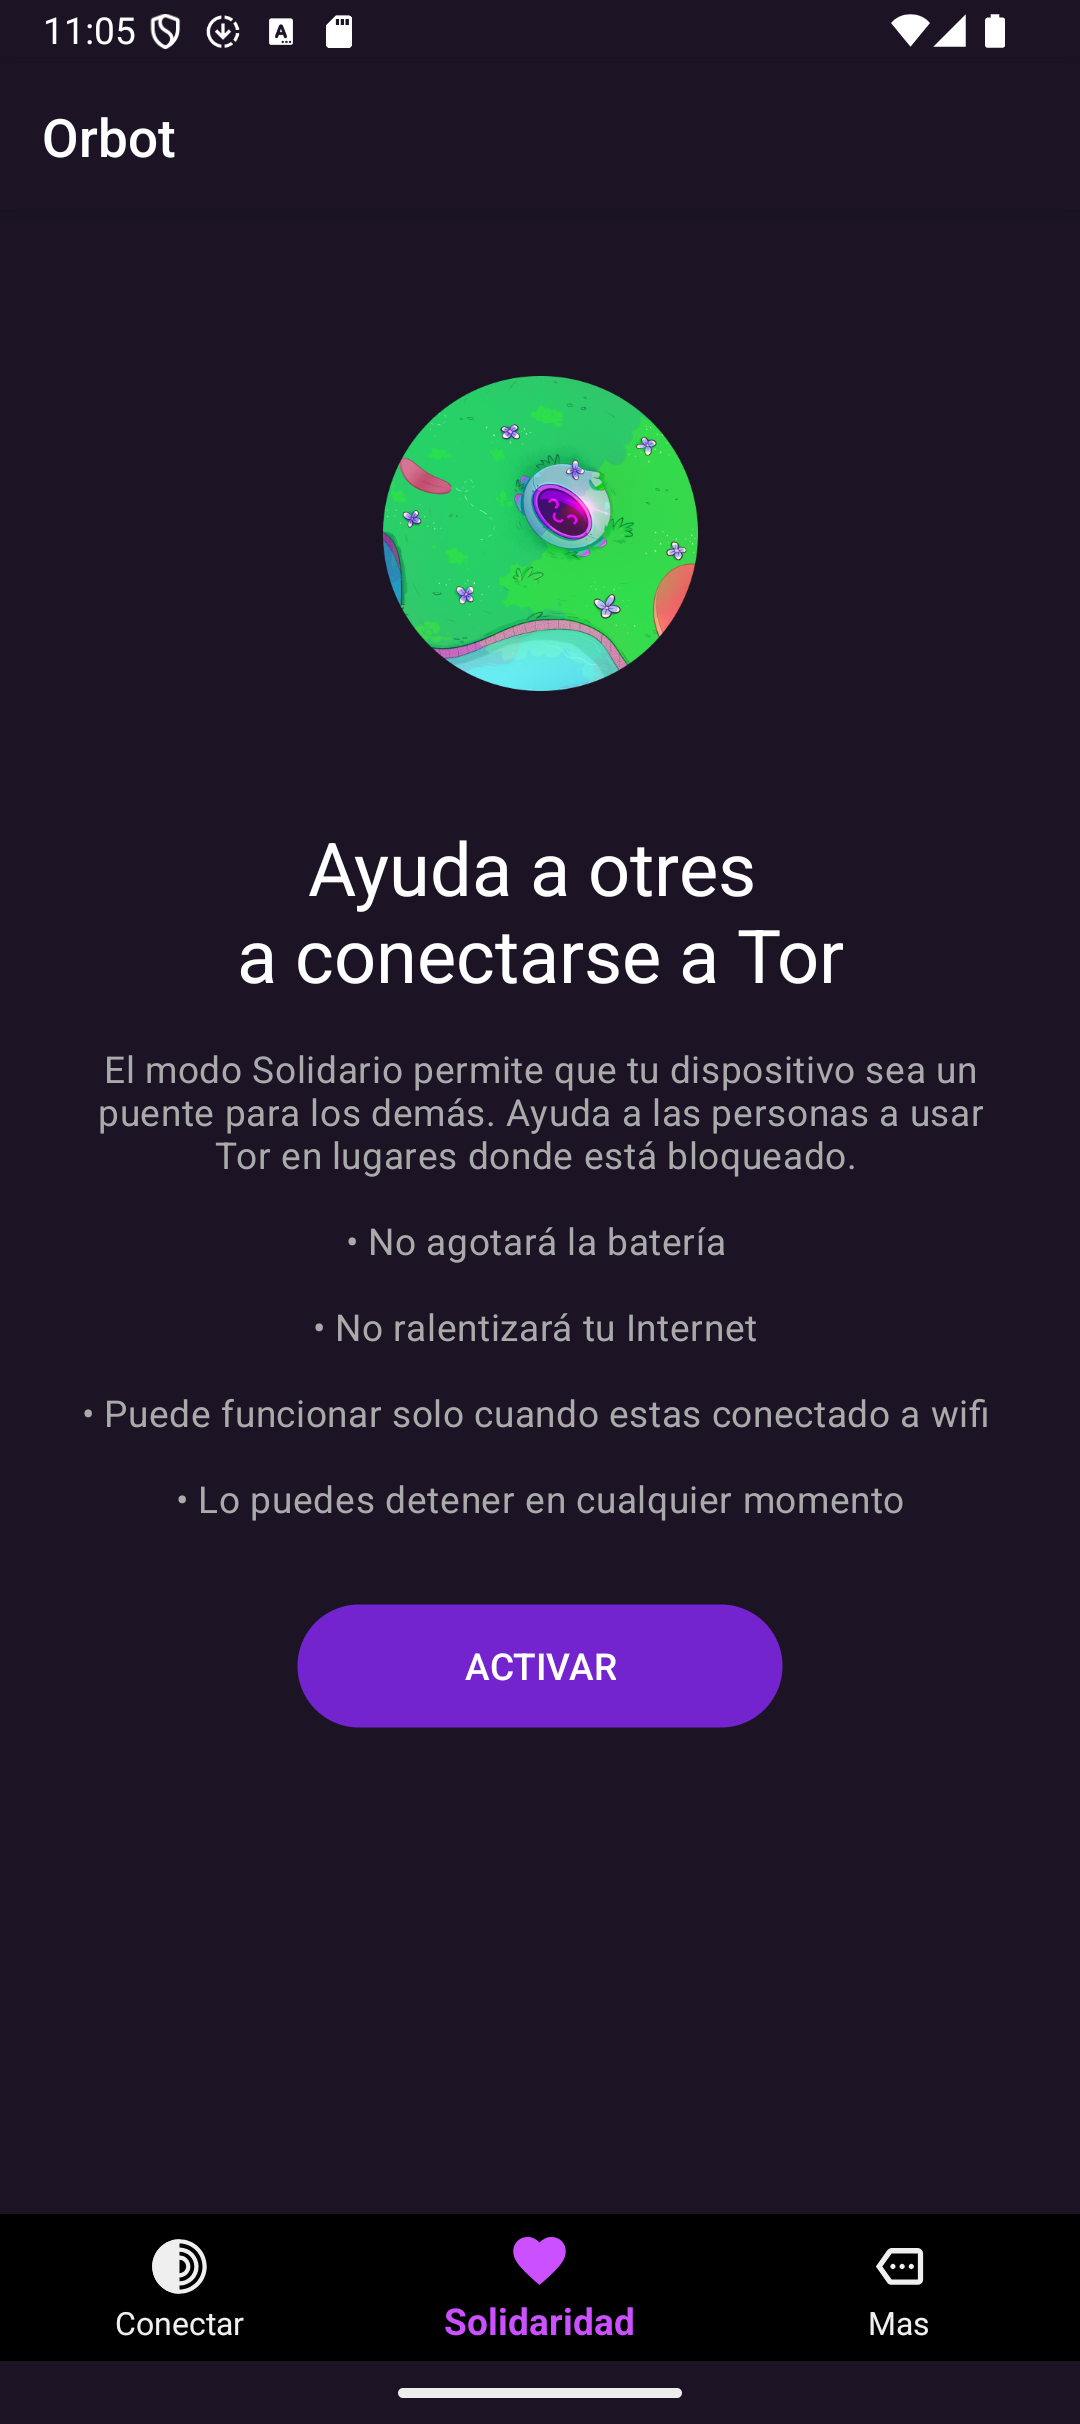 11:05
Orbot
Ayuda a otres
a conectarse a Tor
El modo Solidario permite que tu dispositivo sea un
puente para los demás. Ayuda a las personas a usar
Tor en lugares donde está bloqueado.
• No agotará la batería
• No ralentizará tu Internet
• Puede funcionar solo cuando estas conectado a wifi
• Lo puedes detener en cualquier momento
ACTIVAR
Conectar
Solidaridad
Mas